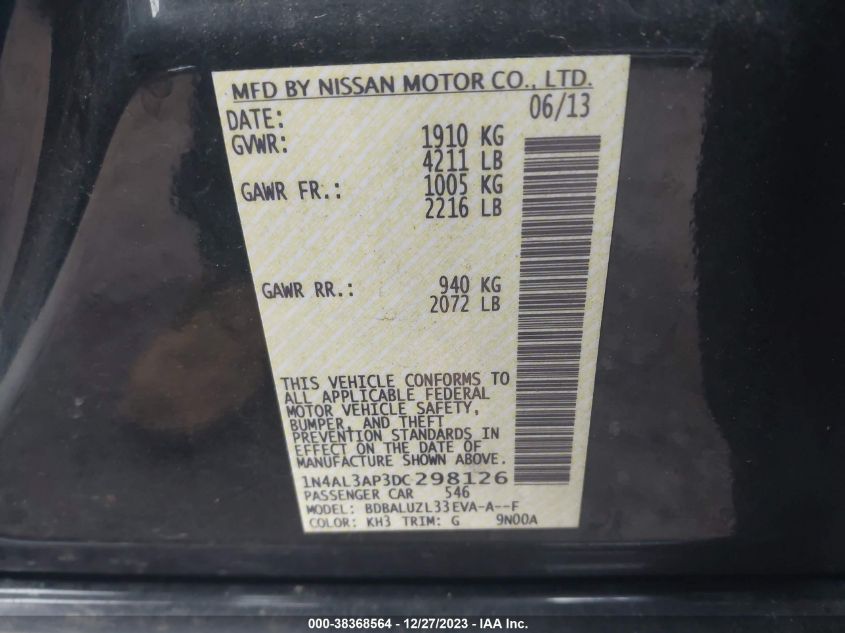 MFD BY NISSAN MOTOR CO., LTD.
DATE: 06/13
GVWR: 1910 KG
4211 LB
GAWR FR.: 1005 KG
2216 LB
GAWR RR.: 940 KG
2072 LB
THIS VEHICLE CONFORMS TO
ALL APPLICABLE FEDERAL
MOTOR VEHICLE SAFETY,
BUMPER, AND THEFT
PREVENTION STANDARDS IN
EFFECT ON THE DATE OF
MANUFACTURE SHOWN ABOVE.
1N4AL3AP3DC298126
PASSENGER CAR 546
MODEL: BDBALUZL33EVA-A--F
COLOR: KH3 TRIM: G 9N00A
000-38368564 - 12/27/2023 - IAA Inc.